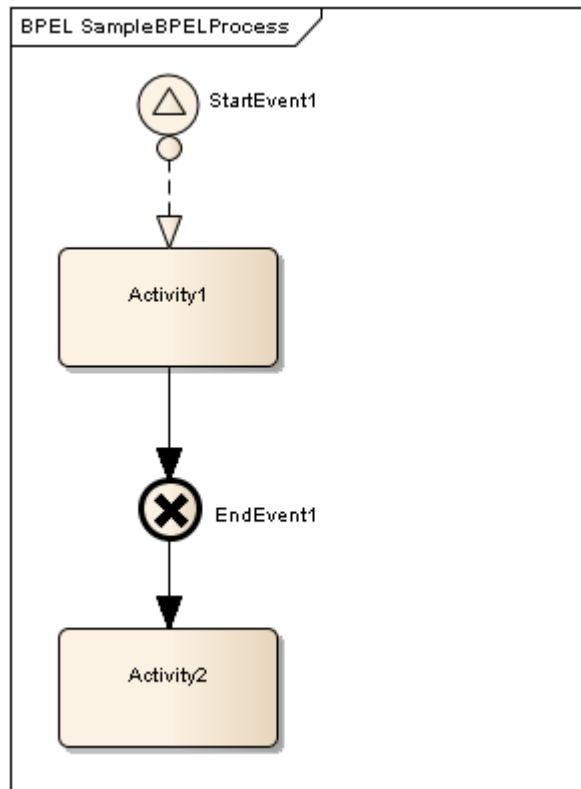 BPEL SampleBPELProcess
StartEvent1
Activity1
EndEvent1
Activity2